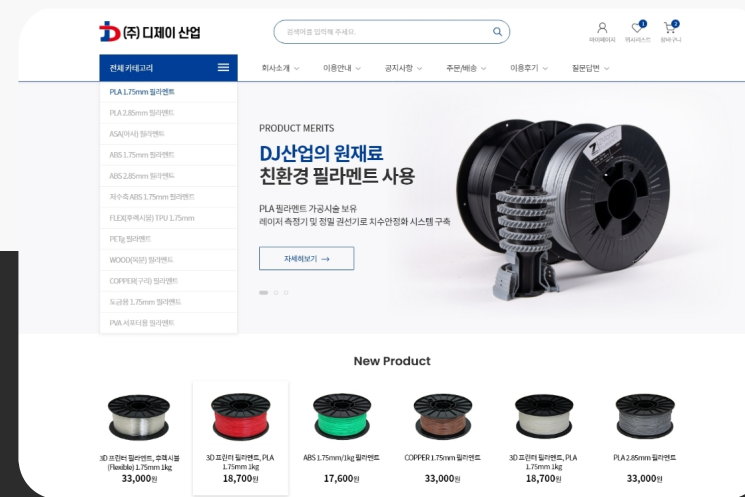 (주) 디제이 산업
검색어를 입력해 주세요.
마이페이지
위시리스트
장바구니
전체 카테고리
회사소개
이용안내
공지사항
주문/배송
이용후기
질문답변
PLA 1.75mm 필라멘트
PLA 2.85mm 필라멘트
ASA(아사) 필라멘트
ABS 1.75mm 필라멘트
ABS 2.85mm 필라멘트
저수축 ABS 1.75mm 필라멘트
FLEX(후렉시블) TPU 1.75mm
PETg 필라멘트
WOOD(목분) 필라멘트
COPPER(구리) 필라멘트
도금용 1.75mm 필라멘트
PVA 서포터용 필라멘트
PRODUCT MERITS
DJ산업의 원재료
친환경 필라멘트 사용
PLA 필라멘트 가공시술 보유
레이저 측정기 및 정밀 권선기로 치수안정화 시스템 구축
자세히보기 →
New Product
3D 프린터 필라멘트, 후렉시블
(Flexible) 1.75mm 1kg
33,000원
3D 프린터 필라멘트, PLA
1.75mm 1kg
18,700원
ABS 1.75mm/1kg 필라멘트
17,600원
COPPER 1.75mm 필라멘트
33,000원
3D 프린터 필라멘트, PLA
1.75mm 1kg
18,700원
PLA 2.85mm 필라멘트
33,000원